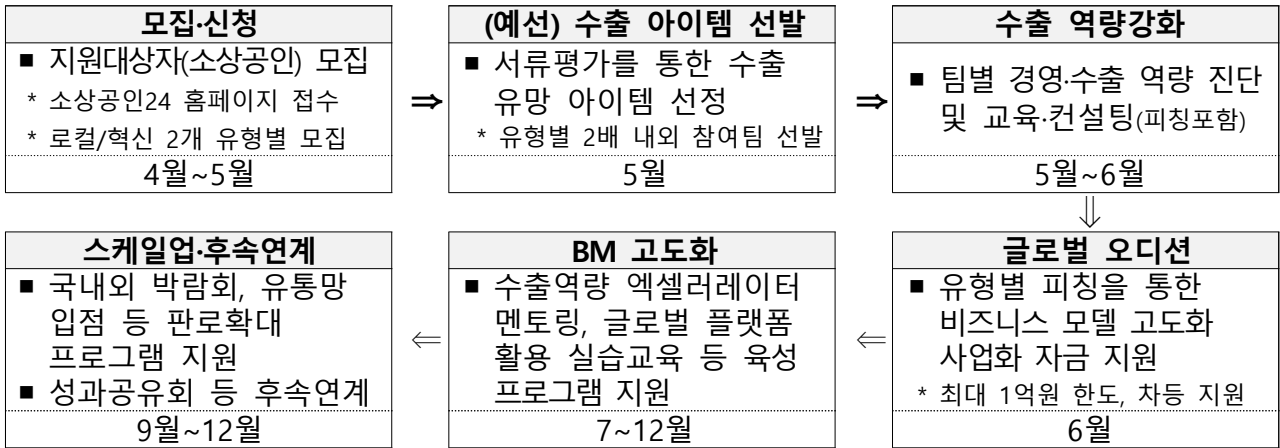 모집·신청
■ 지원대상자(소상공인) 모집
* 소상공인24 홈페이지 접수
* 로컬/혁신 2개 유형별 모집
4월~5월
⇒
(예선) 수출 아이템 선발
■ 서류평가를 통한 수출
유망 아이템 선정
* 유형별 2배 내외 참여팀 선발
5월
⇒
수출 역량강화
■ 팀별 경영·수출 역량 진단
및 교육·컨설팅(피칭포함)
5월~6월
⇓
글로벌 오디션
■ 유형별 피칭을 통한
비즈니스 모델 고도화
사업화 자금 지원
* 최대 1억원 한도, 차등 지원
6월
⇐
BM 고도화
■ 수출역량 엑셀러레이터
멘토링, 글로벌 플랫폼
활용 실습교육 등 육성
프로그램 지원
7~12월
⇐
스케일업·후속연계
■ 국내외 박람회, 유통망
입점 등 판로확대
프로그램 지원
■ 성과공유회 등 후속연계
9월~12월